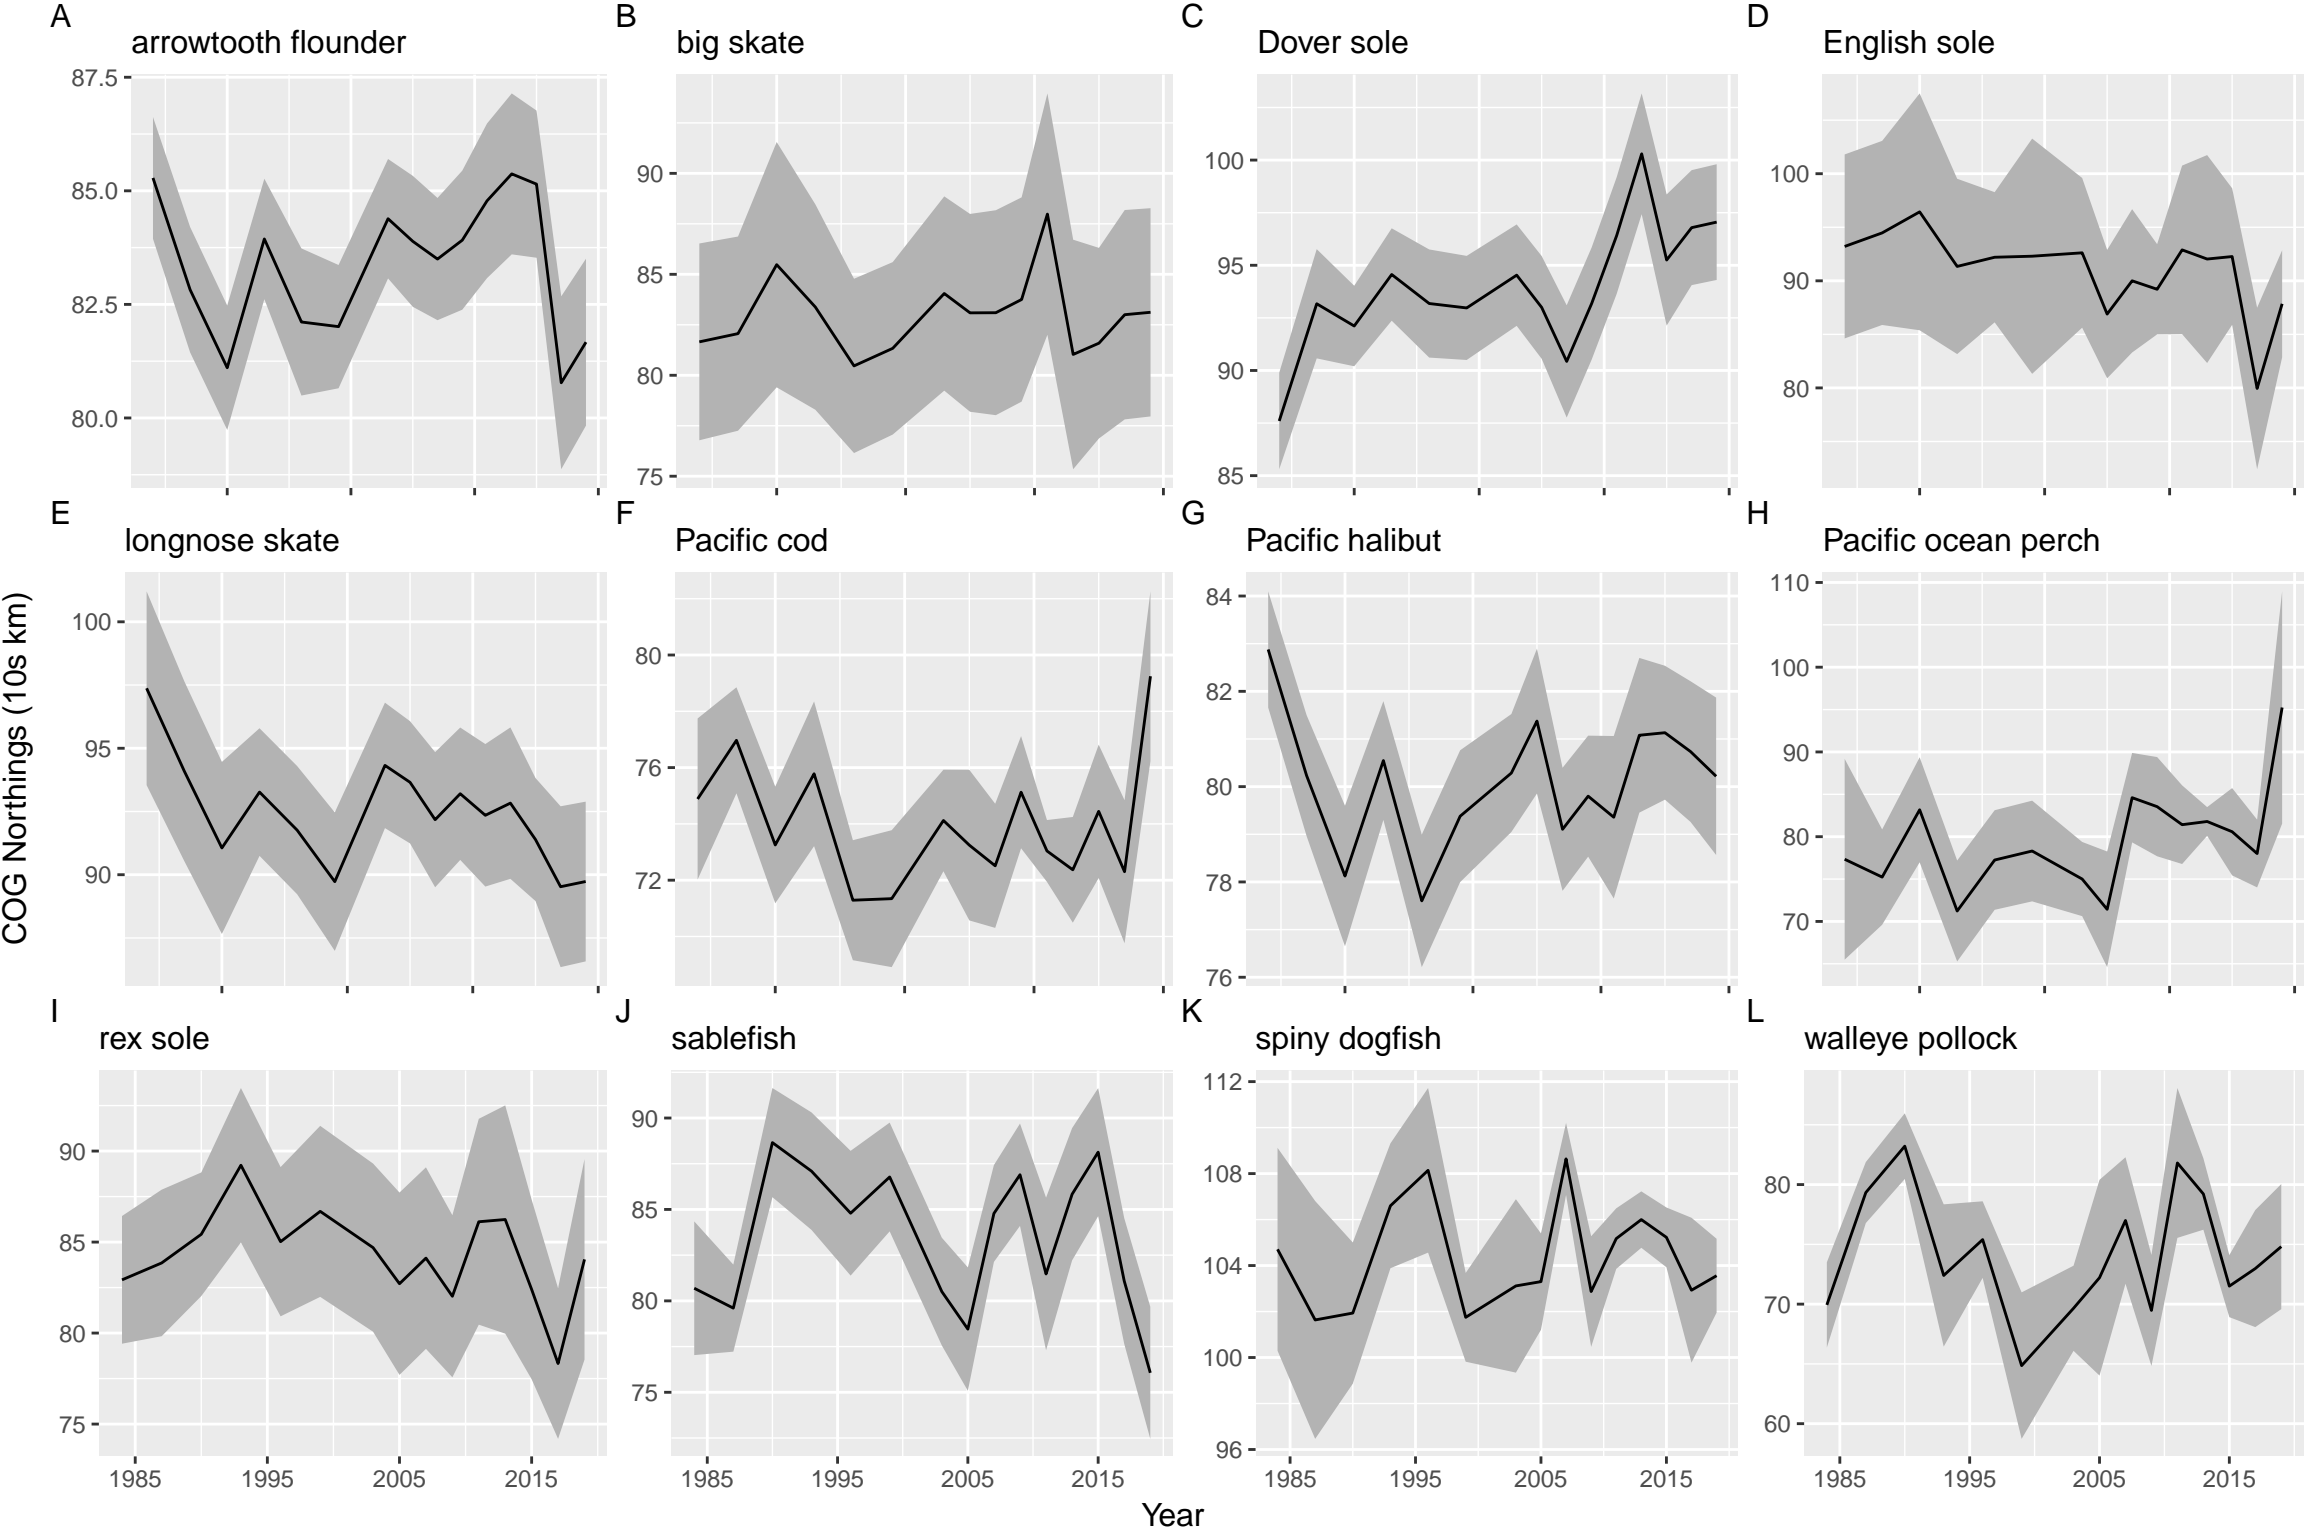 A
arrowtooth flounder
87.5
85.0
82.5
80.0
B
big skate
90
85
80
75
C
Dover sole
100
95
90
85
D
English sole
100
90
80
COG Northings (10s km)
E
longnose skate
100
95
90
F
Pacific cod
80
76
72
G
Pacific halibut
84
82
80
78
76
H
Pacific ocean perch
110
100
90
80
70
I
rex sole
90
85
80
75
1985 1995 2005 2015
J
sablefish
90
85
80
75
1985 1995 2005 2015
K
spiny dogfish
112
108
104
100
96
1985 1995 2005 2015
L
walleye pollock
80
70
60
1985 1995 2005 2015
Year